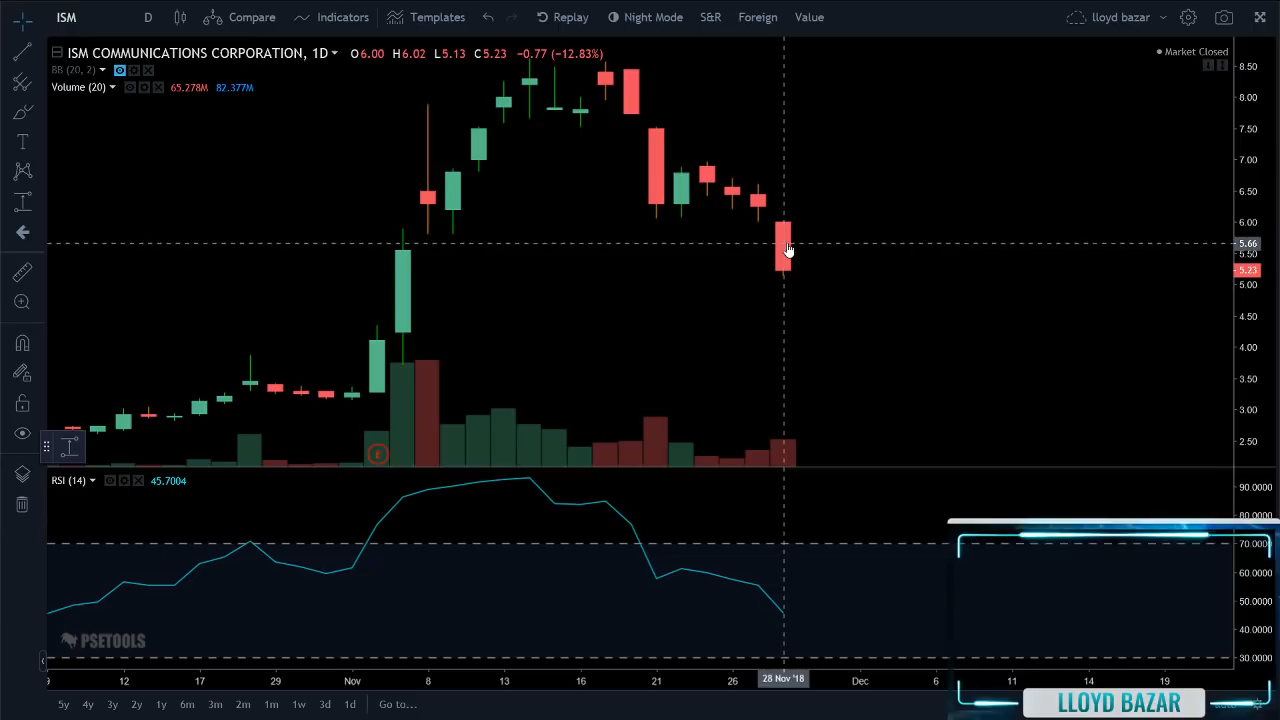 ISM D Compare Indicators Templates Replay Night Mode S&R Foreign Value lloyd bazar
ISM COMMUNICATIONS CORPORATION, 1D O6.00 H6.02 L5.13 C5.23 −0.77 (−12.83%)
Market Closed
BB (20, 2)
Volume (20) 65.278M 82.377M
8.50
8.00
7.50
7.00
6.50
6.00
5.66
5.50
5.23
5.00
4.50
4.00
3.50
3.00
2.50
r
RSI (14) 45.7004
90.0000
80.0000
70.0000
60.0000
50.0000
40.0000
30.0000
PSETOOLS
9 12 17 29 Nov 8 13 16 21 26 28 Nov '18 Dec 6 11 14 19
5y 4y 3y 2y 1y 6m 3m 2m 1m 1w 3d 1d Go to...
LLOYD BAZAR